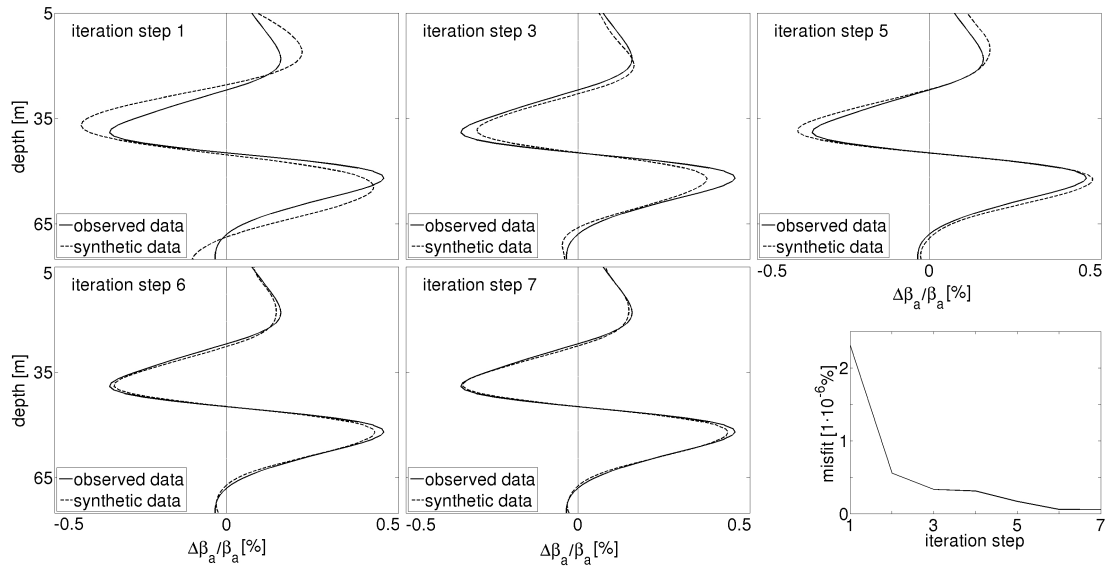 5
iteration step 1
35
depth [m]
65
observed data
synthetic data
iteration step 3
observed data
synthetic data
iteration step 5
observed data
synthetic data
-0.5
0
0.5
Δβa/βa[%]
5
iteration step 6
35
depth [m]
65
observed data
synthetic data
-0.5
0
0.5
Δβa/βa[%]
iteration step 7
observed data
synthetic data
-0.5
0
0.5
Δβa/βa[%]
misfit [1·10⁻⁶%]
2
1
0
1
3
5
7
iteration step